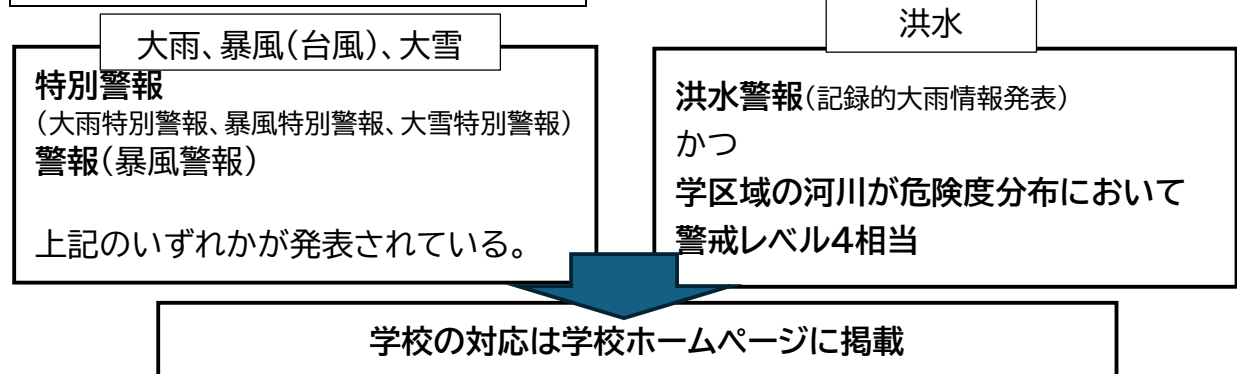 大雨、暴風(台風)、大雪
特別警報
(大雨特別警報、暴風特別警報、大雪特別警報)
警報(暴風警報)
上記のいずれかが発表されている。
洪水
洪水警報(記録的大雨情報発表)
かつ
学区域の河川が危険度分布において
警戒レベル4相当
学校の対応は学校ホームページに掲載